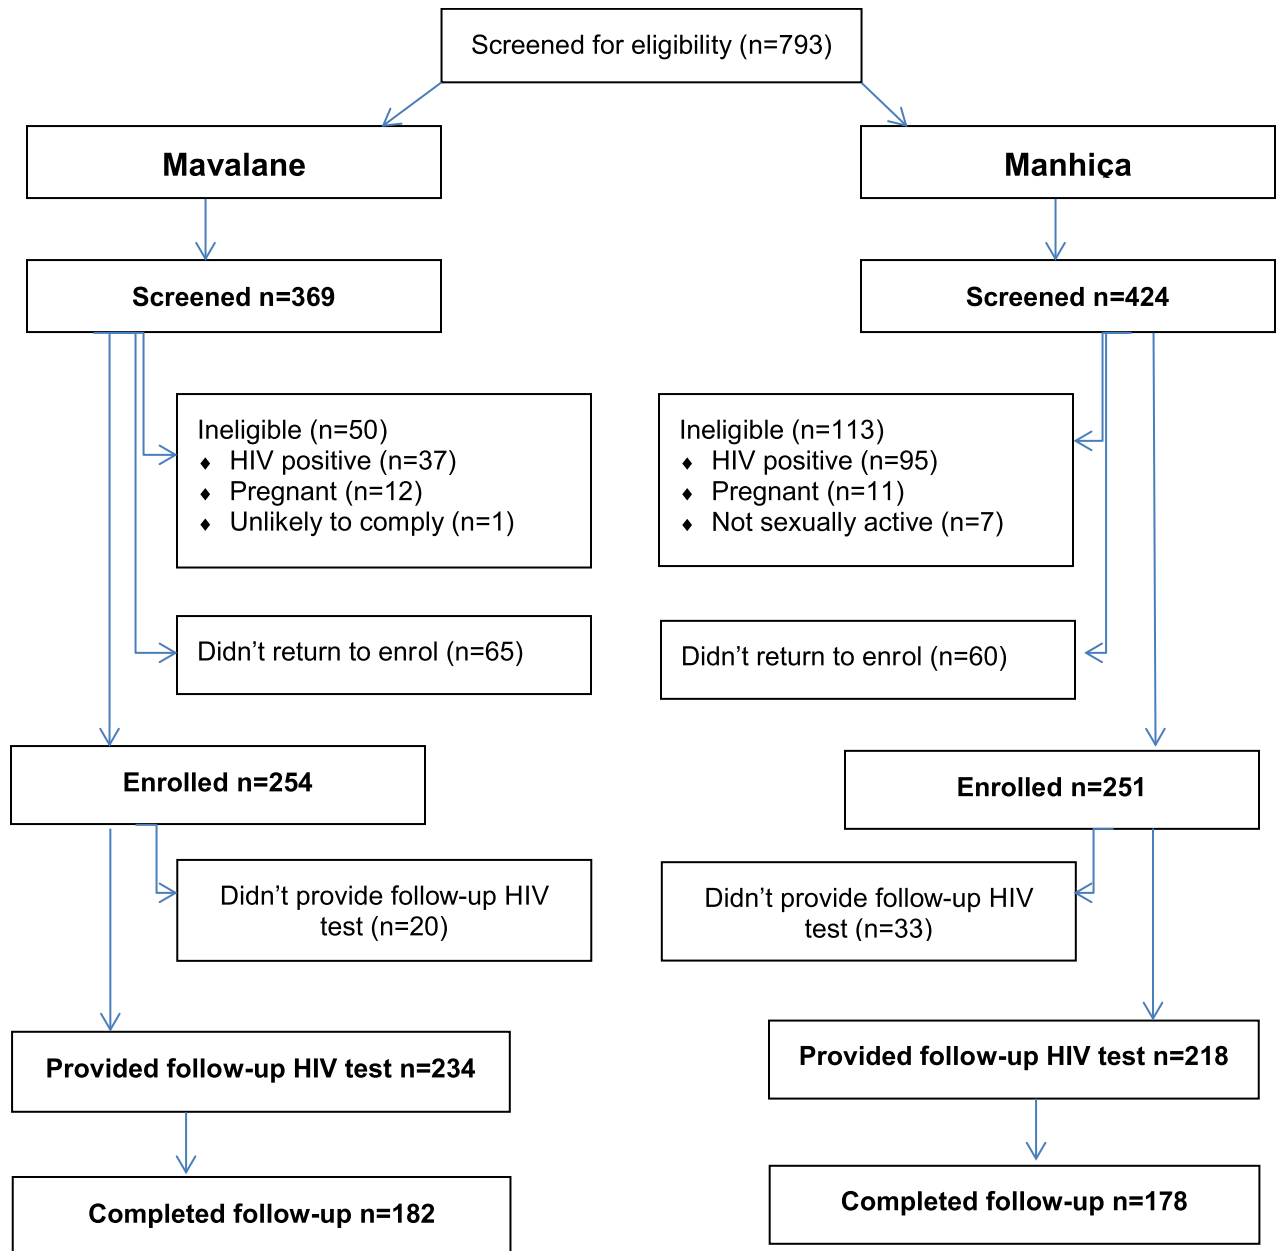 Screened for eligibility (n=793)
Mavalane
Manhiça
Screened n=369
Screened n=424
Ineligible (n=50)
♦ HIV positive (n=37)
♦ Pregnant (n=12)
♦ Unlikely to comply (n=1)
Ineligible (n=113)
♦ HIV positive (n=95)
♦ Pregnant (n=11)
♦ Not sexually active (n=7)
Didn’t return to enrol (n=65)
Didn’t return to enrol (n=60)
Enrolled n=254
Enrolled n=251
Didn’t provide follow-up HIV
test (n=20)
Didn’t provide follow-up HIV
test (n=33)
Provided follow-up HIV test n=234
Provided follow-up HIV test n=218
Completed follow-up n=182
Completed follow-up n=178